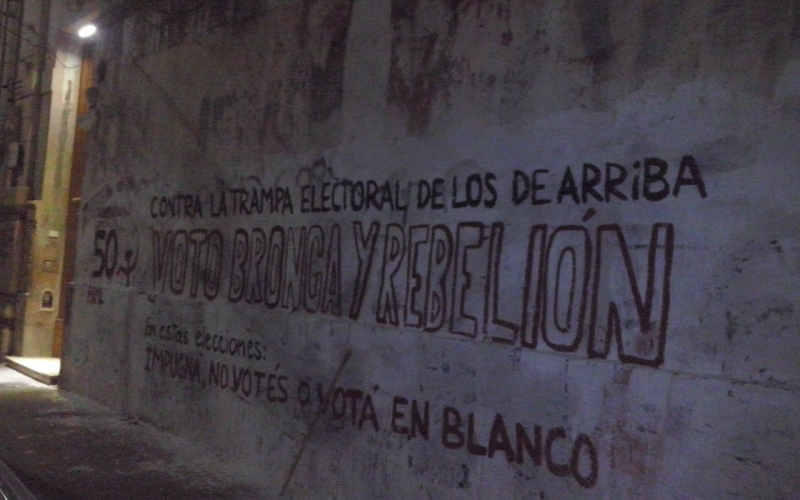 CONTRA LA TRAMPA ELECTORAL DE LOS DE ARRiBA
50
VOTO BRONCA Y REBELIÓN
En estas elecciones:
IMPUGNÁ, NO VOTÉS O VOTÁ EN BLANCO